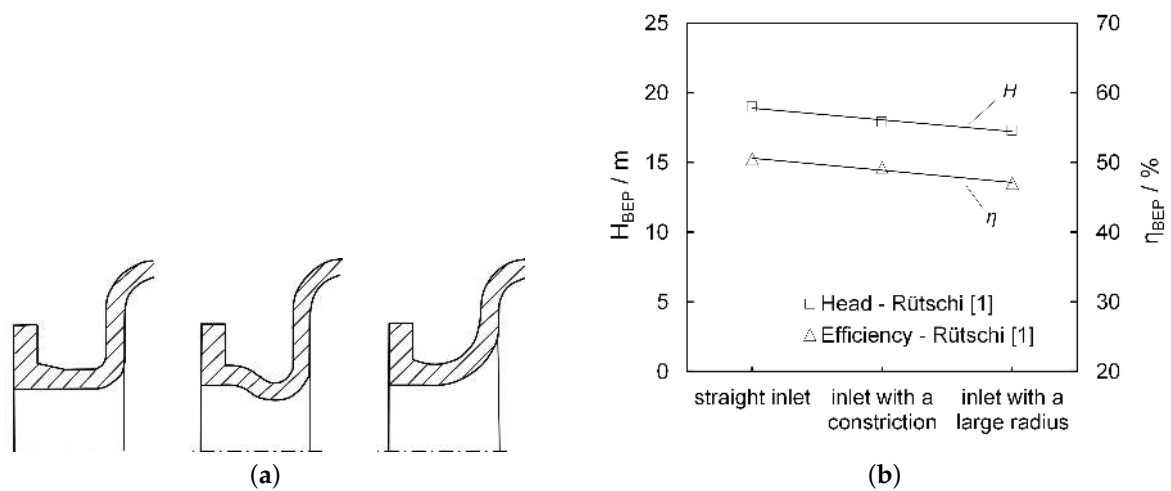 25
20
15
10
5
0
H_BEP / m
70
60
50
40
30
20
η_BEP / %
H
η
Head - Rütschi [1]
Efficiency - Rütschi [1]
straight inlet
inlet with a
constriction
inlet with a
large radius
(a)
(b)